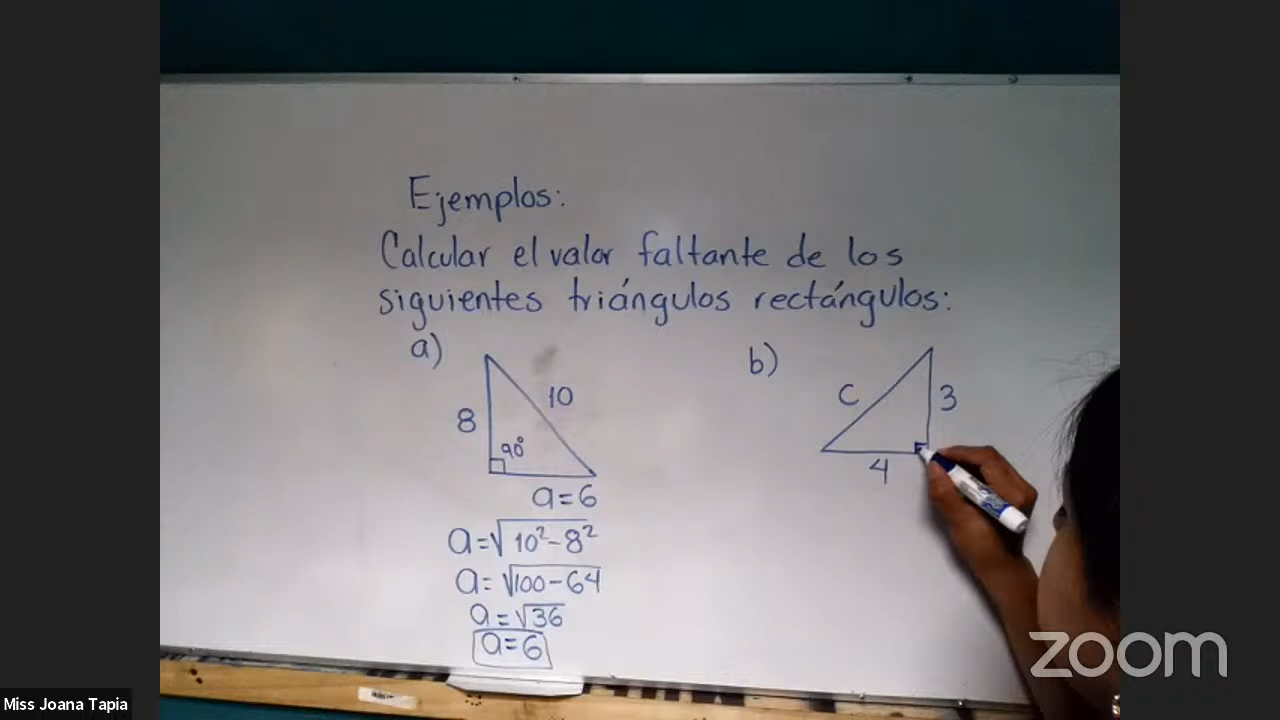 Ejemplos:
Calcular el valor faltante de los
siguientes triángulos rectángulos:
a)
8
10
90°
a=6
a=√10²-8²
a=√100-64
a=√36
a=6
b)
C
3
4
zoom
Miss Joana Tapia